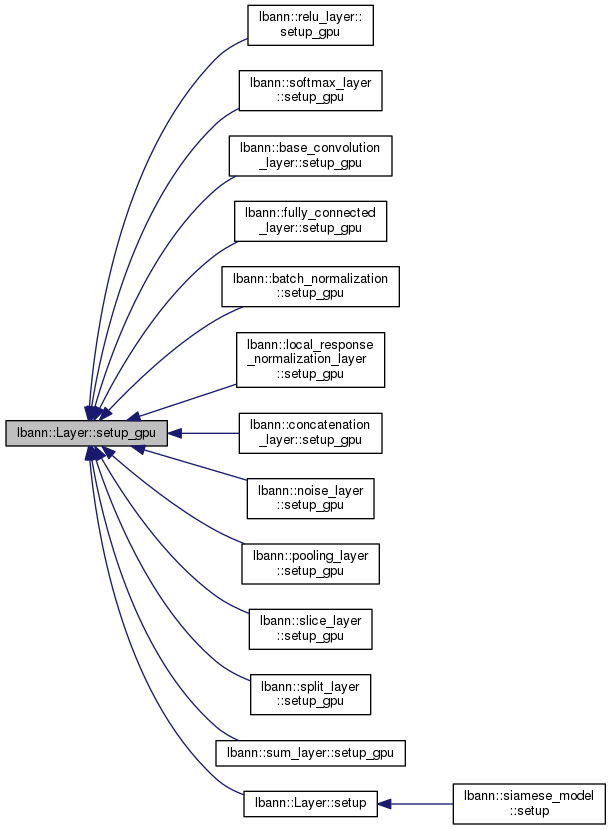 lbann::relu_layer::
setup_gpu
lbann::softmax_layer
::setup_gpu
lbann::base_convolution
_layer::setup_gpu
lbann::fully_connected
_layer::setup_gpu
lbann::batch_normalization
::setup_gpu
lbann::local_response
_normalization_layer
::setup_gpu
lbann::Layer::setup_gpu
lbann::concatenation
_layer::setup_gpu
lbann::noise_layer
::setup_gpu
lbann::pooling_layer
::setup_gpu
lbann::slice_layer
::setup_gpu
lbann::split_layer
::setup_gpu
lbann::sum_layer::setup_gpu
lbann::Layer::setup
lbann::siamese_model
::setup